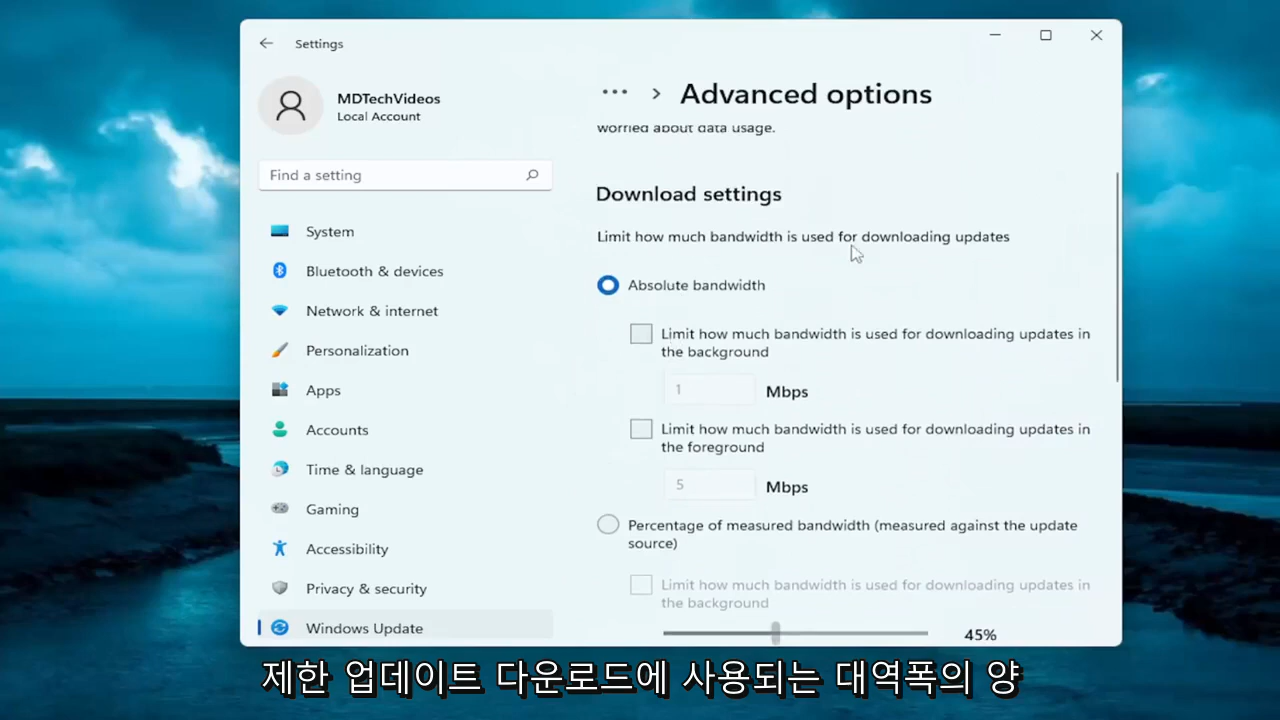 Settings
MDTechVideos
Local Account
Find a setting
System
Bluetooth & devices
Network & internet
Personalization
Apps
Accounts
Time & language
Gaming
Accessibility
Privacy & security
Windows Update
Advanced options
worried about data usage.
Download settings
Limit how much bandwidth is used for downloading updates
Absolute bandwidth
Limit how much bandwidth is used for downloading updates in
the background
1 Mbps
Limit how much bandwidth is used for downloading updates in
the foreground
5 Mbps
Percentage of measured bandwidth (measured against the update
source)
Limit how much bandwidth is used for downloading updates in
the background
45%
제한 업데이트 다운로드에 사용되는 대역폭의 양